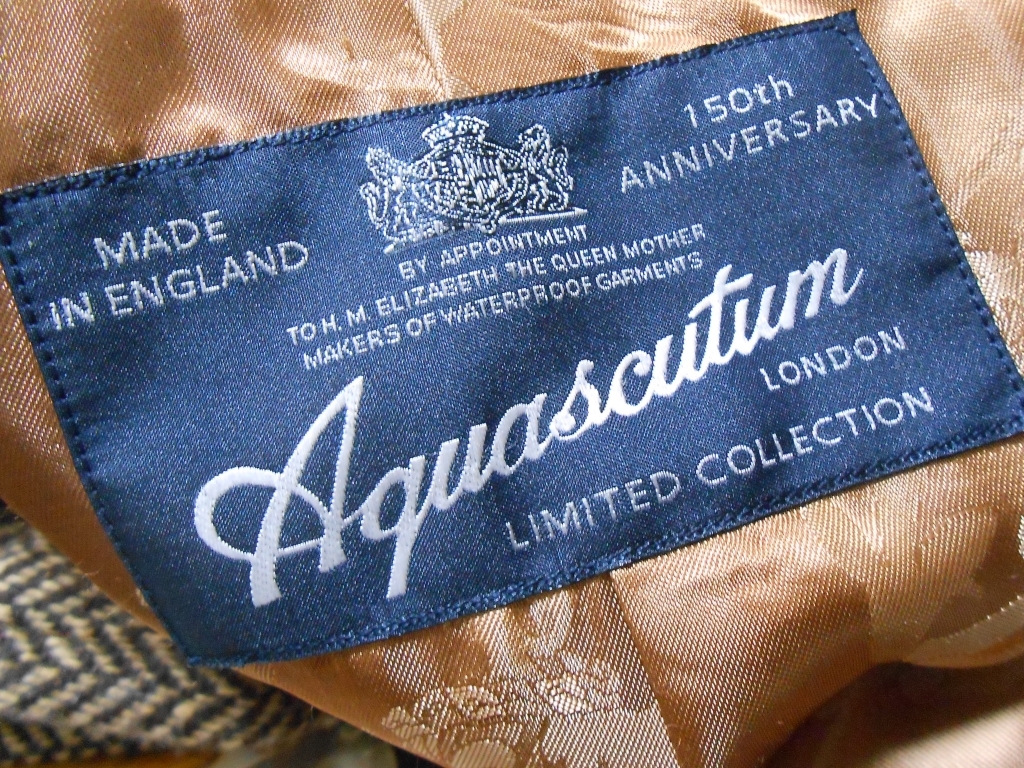 MADE
IN ENGLAND
150th
ANNIVERSARY
BY APPOINTMENT
TO H. M. ELIZABETH THE QUEEN MOTHER
MAKERS OF WATERPROOF GARMENTS
Aquascutum
LONDON
LIMITED COLLECTION